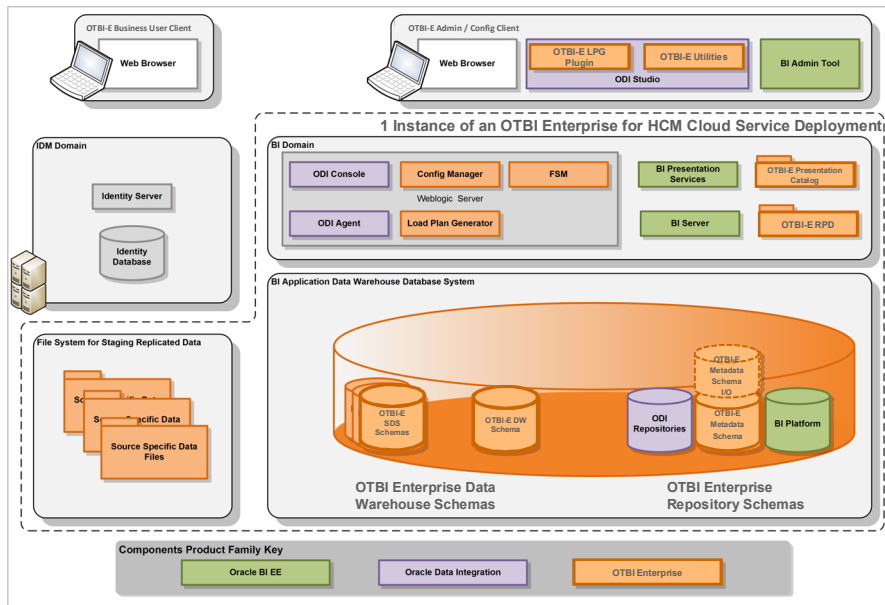 OTBI-E Business User Client
Web Browser
OTBI-E Admin / Config Client
Web Browser
OTBI-E LPG
Plugin
OTBI-E Utilities
ODI Studio
BI Admin Tool
1 Instance of an OTBI Enterprise for HCM Cloud Service Deployment
IDM Domain
Identity Server
Identity
Database
BI Domain
ODI Console
Config Manager
FSM
Weblogic Server
ODI Agent
Load Plan Generator
BI Presentation
Services
OTBI-E Presentation
Catalog
BI Server
OTBI-E RPD
File System for Staging Replicated Data
Source Specific Data
Files
BI Application Data Warehouse Database System
OTBI-E
SDS
Schemas
OTBI-E DW
Schema
ODI
Repositories
OTBI-E
Metadata
Schema
I/O
OTBI-E
Metadata
Schema
BI Platform
OTBI Enterprise Data
Warehouse Schemas
OTBI Enterprise
Repository Schemas
Components Product Family Key
Oracle BI EE
Oracle Data Integration
OTBI Enterprise